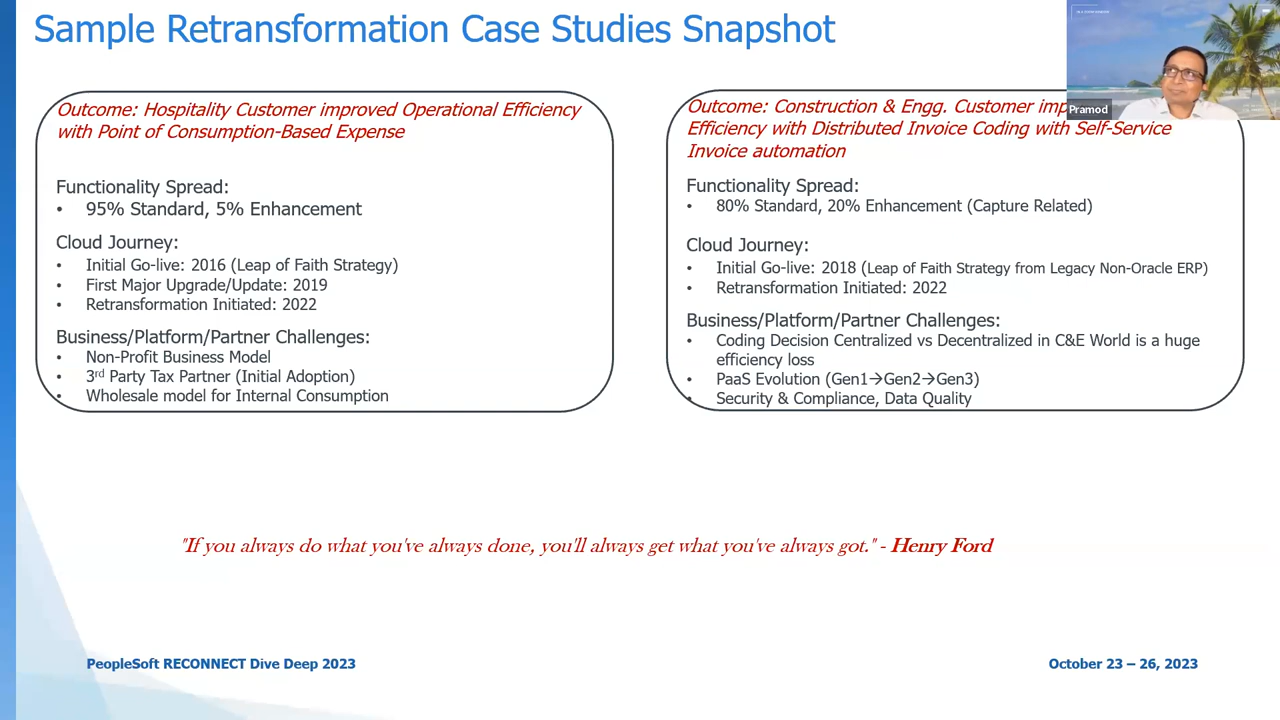 Sample Retransformation Case Studies Snapshot
Outcome: Hospitality Customer improved Operational Efficiency
with Point of Consumption-Based Expense
Functionality Spread:
• 95% Standard, 5% Enhancement
Cloud Journey:
• Initial Go-live: 2016 (Leap of Faith Strategy)
• First Major Upgrade/Update: 2019
• Retransformation Initiated: 2022
Business/Platform/Partner Challenges:
• Non-Profit Business Model
• 3rd Party Tax Partner (Initial Adoption)
• Wholesale model for Internal Consumption
Outcome: Construction & Engg. Customer imp
Efficiency with Distributed Invoice Coding with Self-Service
Invoice automation
Functionality Spread:
• 80% Standard, 20% Enhancement (Capture Related)
Cloud Journey:
• Initial Go-live: 2018 (Leap of Faith Strategy from Legacy Non-Oracle ERP)
• Retransformation Initiated: 2022
Business/Platform/Partner Challenges:
• Coding Decision Centralized vs Decentralized in C&E World is a huge
efficiency loss
• PaaS Evolution (Gen1→Gen2→Gen3)
• Security & Compliance, Data Quality
Pramod
"If you always do what you've always done, you'll always get what you've always got." - Henry Ford
PeopleSoft RECONNECT Dive Deep 2023
October 23 – 26, 2023